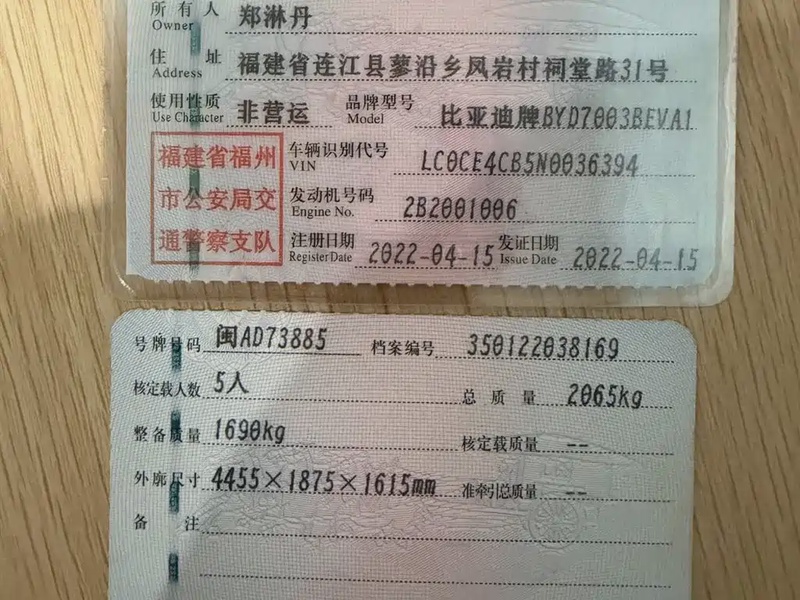 所有人 郑淋丹
Owner
住址 福建省连江县蓼沿乡凤岩村祠堂路31号
Address
使用性质 非营运 品牌型号 比亚迪牌BYD7003BEVA1
Use Character Model
福建省福州
市公安局交
通警察支队
车辆识别代号 LC0CE4CB5N0036394
VIN
发动机号码 2B2001006
Engine No.
注册日期 2022-04-15 发证日期 2022-04-15
Register Date Issue Date
号牌号码 闽AD73885 档案编号 350122038169
核定载人数 5人 总质量 2065kg
整备质量 1690kg 核定载质量 --
外廓尺寸 4455×1875×1615mm 准牵引总质量 --
备注